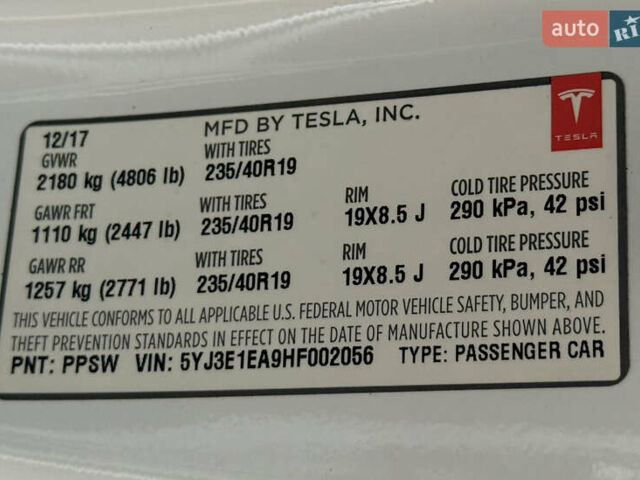 auto RIA
12/17 MFD BY TESLA, INC.
GVWR WITH TIRES
2180 kg (4806 lb) 235/40R19
GAWR FRT WITH TIRES RIM COLD TIRE PRESSURE
1110 kg (2447 lb) 235/40R19 19X8.5 J 290 kPa, 42 psi
GAWR RR WITH TIRES RIM COLD TIRE PRESSURE
1257 kg (2771 lb) 235/40R19 19X8.5 J 290 kPa, 42 psi
THIS VEHICLE CONFORMS TO ALL APPLICABLE U.S. FEDERAL MOTOR VEHICLE SAFETY, BUMPER, AND
THEFT PREVENTION STANDARDS IN EFFECT ON THE DATE OF MANUFACTURE SHOWN ABOVE.
PNT: PPSW VIN: 5YJ3E1EA9HF002056 TYPE: PASSENGER CAR
TESLA